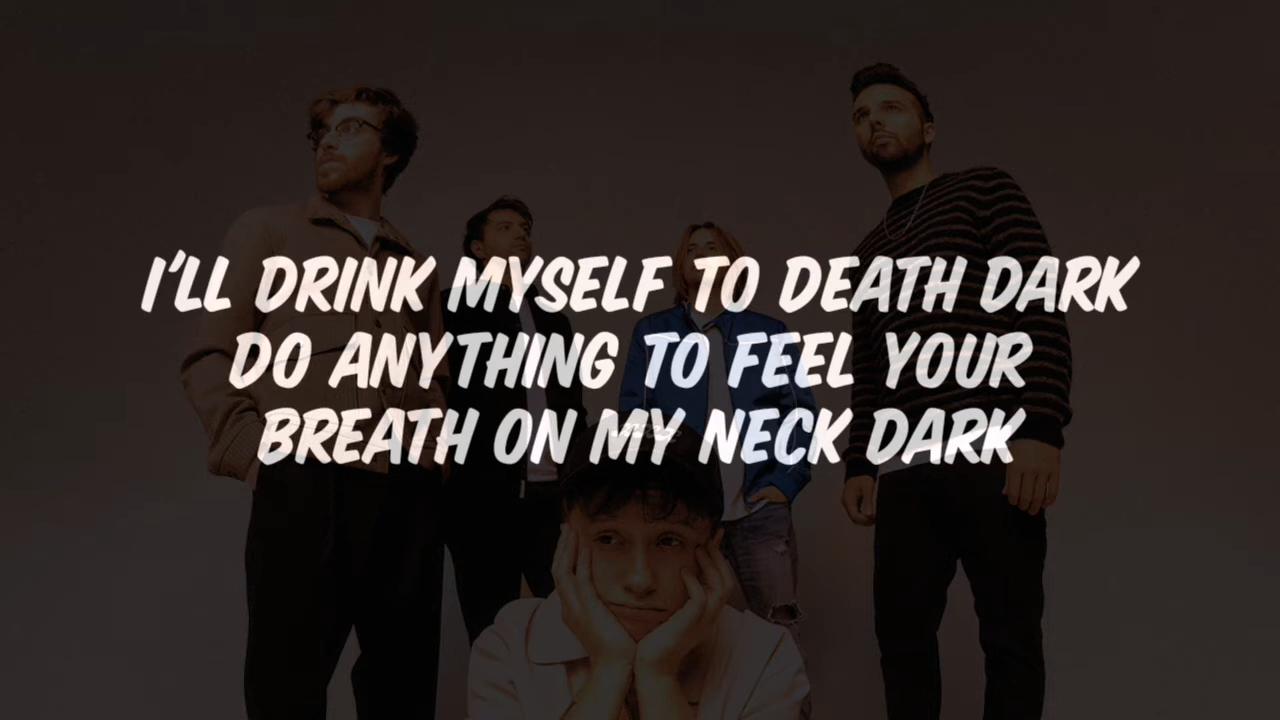 I'LL DRINK MYSELF TO DEATH DARK
DO ANYTHING TO FEEL YOUR
BREATH ON MY NECK DARK